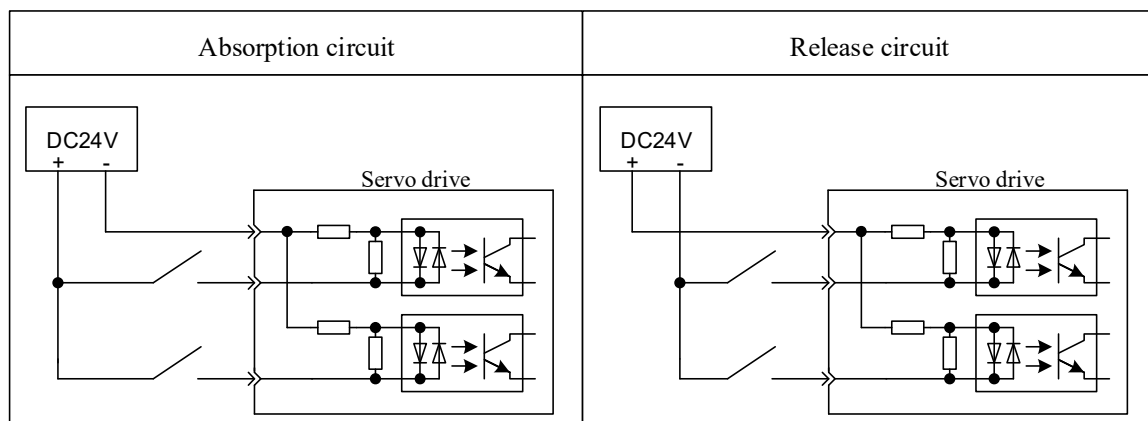 Absorption circuit
Release circuit
DC24V
+ -
Servo drive
DC24V
+ -
Servo drive